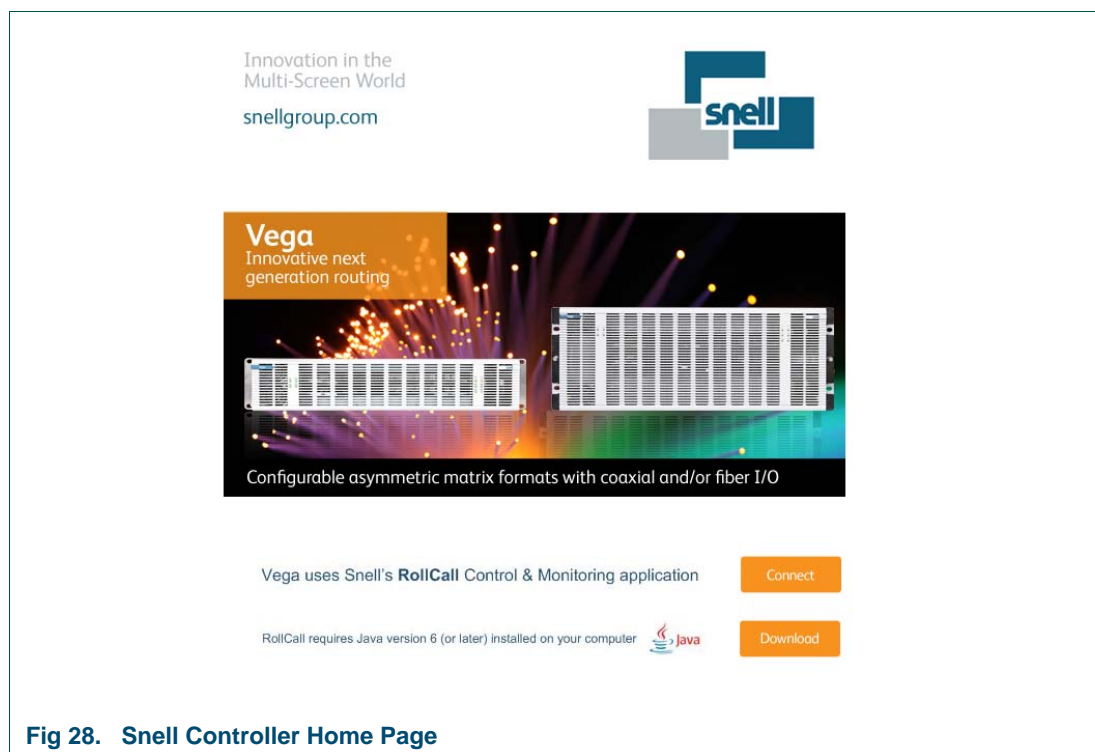 Innovation in the
Multi-Screen World
snellgroup.com
snell
Vega
Innovative next
generation routing
Configurable asymmetric matrix formats with coaxial and/or fiber I/O
Vega uses Snell's RollCall Control & Monitoring application
Connect
RollCall requires Java version 6 (or later) installed on your computer
Java
Download
Fig 28. Snell Controller Home Page